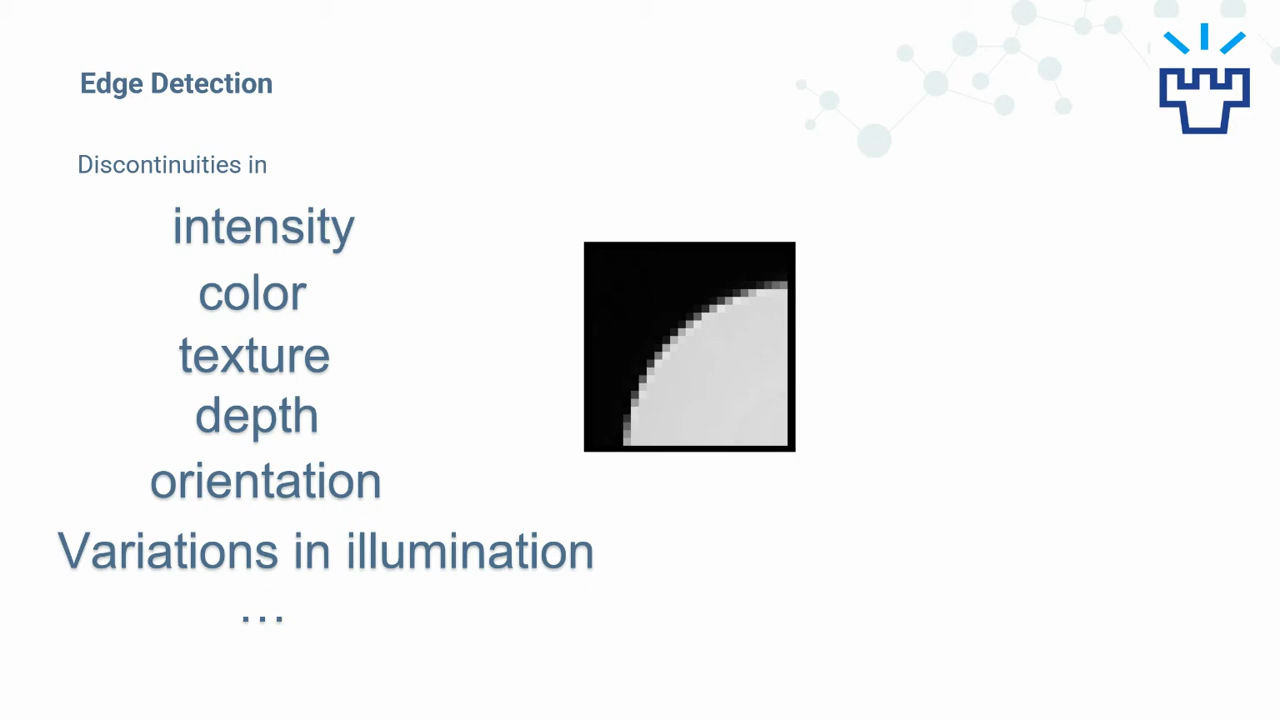 Edge Detection
Discontinuities in
intensity
color
texture
depth
orientation
Variations in illumination
…